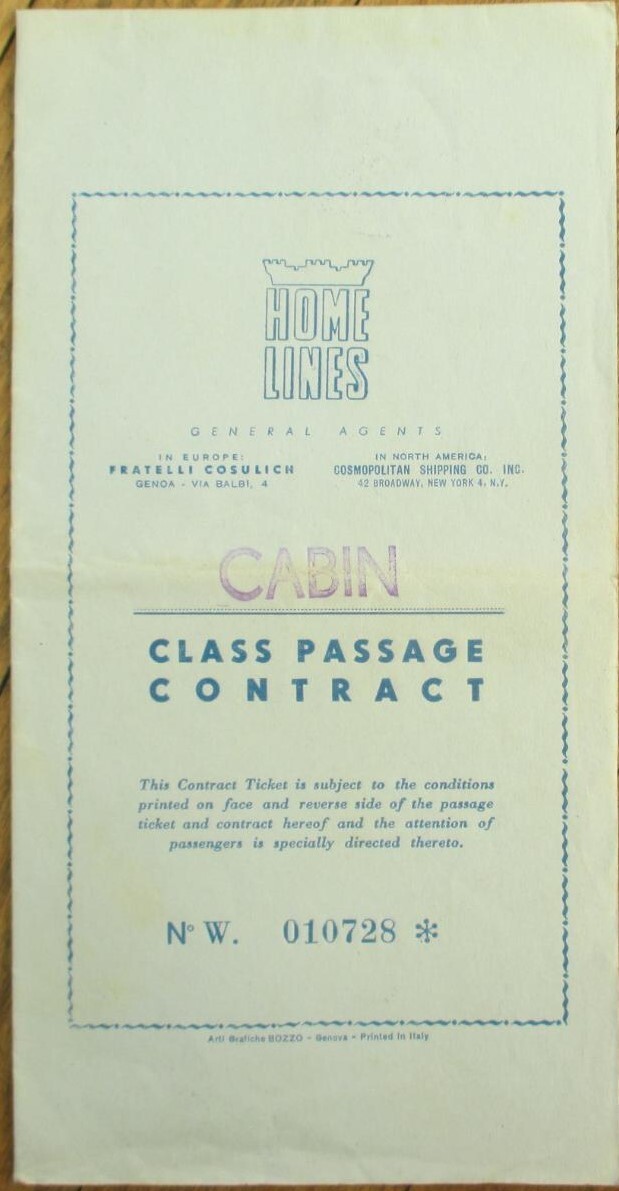 HOME
LINES
GENERAL AGENTS
IN EUROPE:
FRATELLI COSULICH
GENOA - VIA BALBI, 4
IN NORTH AMERICA:
COSMOPOLITAN SHIPPING CO. INC.
42 BROADWAY, NEW YORK 4, N.Y.
CABIN
CLASS PASSAGE
CONTRACT
This Contract Ticket is subject to the conditions
printed on face and reverse side of the passage
ticket and contract hereof and the attention of
passengers is specially directed thereto.
N° W. 010728 *
Arti Grafiche BOZZO - Genova - Printed in Italy